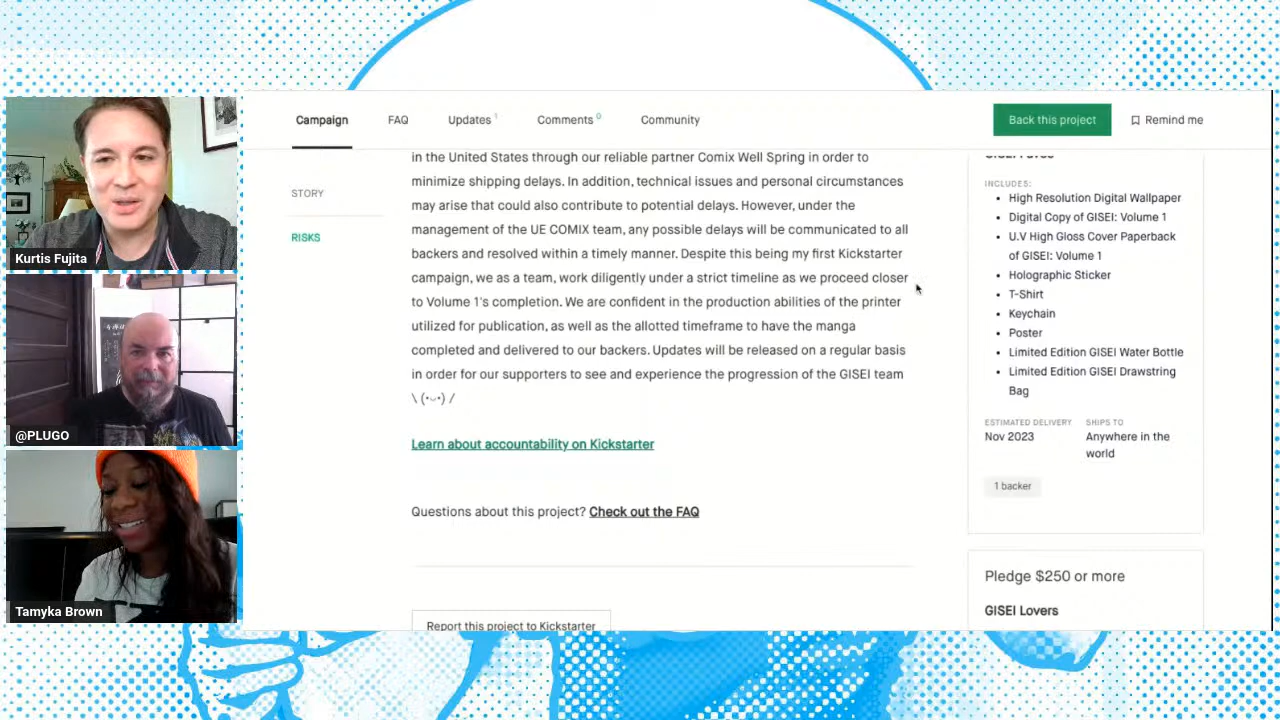 Campaign
FAQ
Updates 1
Comments 0
Community
Back this project
Remind me
STORY
RISKS
in the United States through our reliable partner Comix Well Spring in order to
minimize shipping delays. In addition, technical issues and personal circumstances
may arise that could also contribute to potential delays. However, under the
management of the UE COMIX team, any possible delays will be communicated to all
backers and resolved within a timely manner. Despite this being my first Kickstarter
campaign, we as a team, work diligently under a strict timeline as we proceed closer
to Volume 1's completion. We are confident in the production abilities of the printer
utilized for publication, as well as the allotted timeframe to have the manga
completed and delivered to our backers. Updates will be released on a regular basis
in order for our supporters to see and experience the progression of the GISEI team
\ (•◡•) /
Learn about accountability on Kickstarter
Questions about this project? Check out the FAQ
Report this project to Kickstarter
INCLUDES:
• High Resolution Digital Wallpaper
• Digital Copy of GISEI: Volume 1
• U.V High Gloss Cover Paperback
of GISEI: Volume 1
• Holographic Sticker
• T-Shirt
• Keychain
• Poster
• Limited Edition GISEI Water Bottle
• Limited Edition GISEI Drawstring
Bag
ESTIMATED DELIVERY
Nov 2023
SHIPS TO
Anywhere in the
world
1 backer
Pledge $250 or more
GISEI Lovers
Kurtis Fujita
@PLUGO
Tamyka Brown